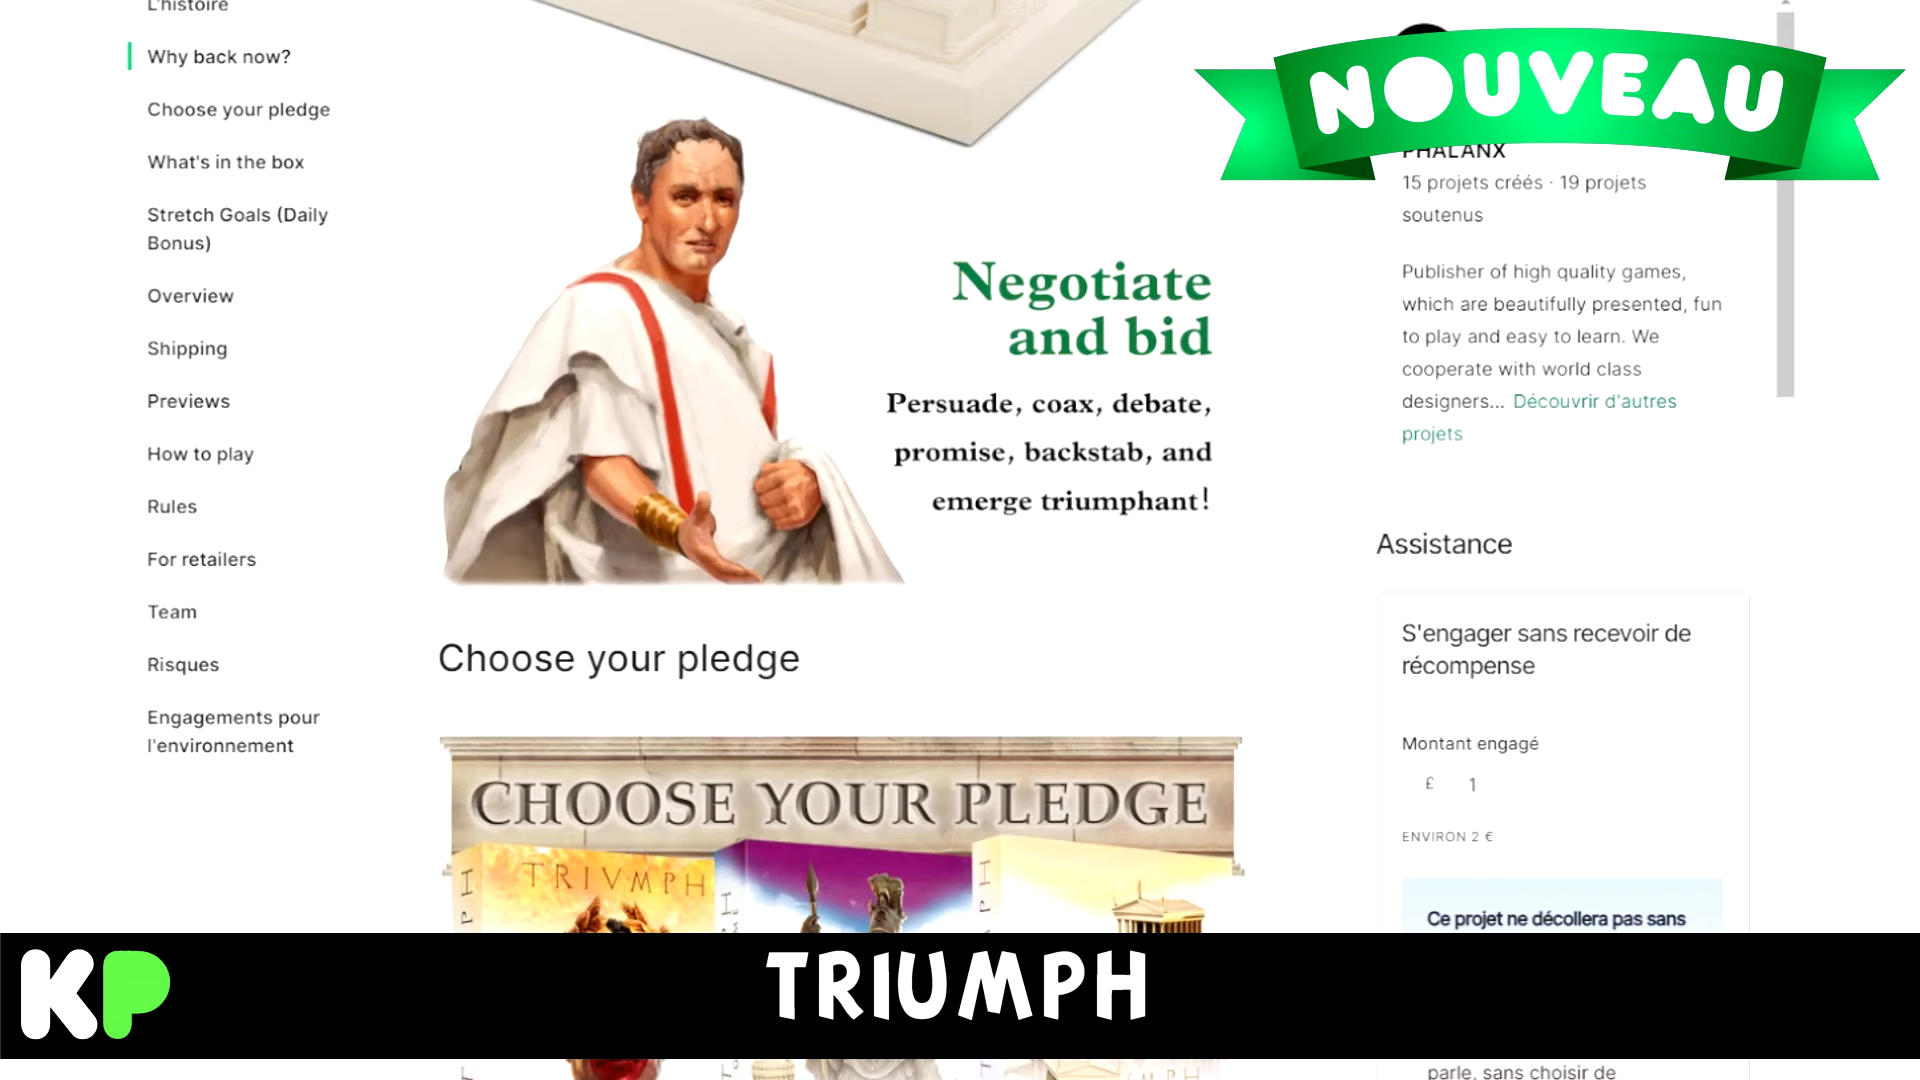 L'histoire
Why back now?
Choose your pledge
What's in the box
Stretch Goals (Daily
Bonus)
Overview
Shipping
Previews
How to play
Rules
For retailers
Team
Risques
Engagements pour
l'environnement
Negotiate
and bid
Persuade, coax, debate,
promise, backstab, and
emerge triumphant!
Choose your pledge
CHOOSE YOUR PLEDGE
TRIVMPH
NOUVEAU
PHALANX
15 projets créés · 19 projets
soutenus
Publisher of high quality games,
which are beautifully presented, fun
to play and easy to learn. We
cooperate with world class
designers... Découvrir d'autres
projets
Assistance
S'engager sans recevoir de
récompense
Montant engagé
£ 1
ENVIRON 2 €
Ce projet ne décollera pas sans
parle, sans choisir de
KP
TRIUMPH